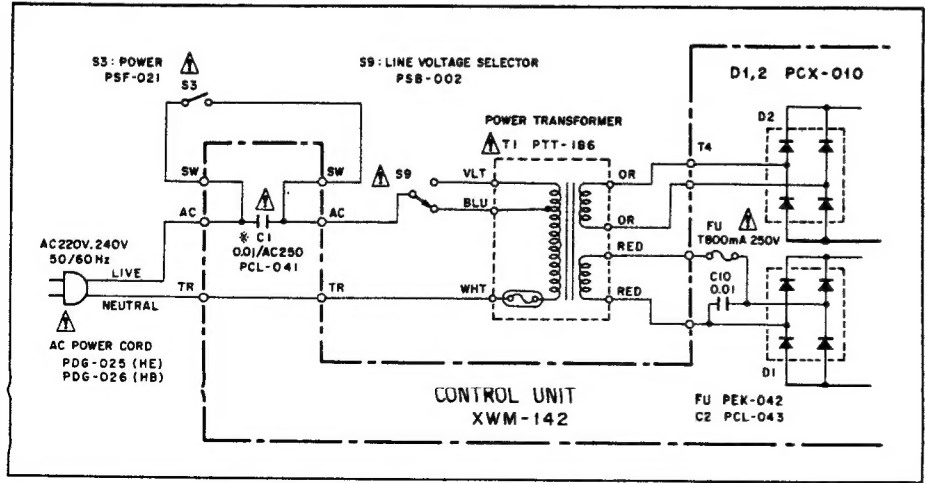 S3: POWER
PSF-021
S3
S9: LINE VOLTAGE SELECTOR
PSB-002
D1,2 PCX-010
D2
POWER TRANSFORMER
T1 PTT-186
T4
SW
SW
S9
VLT
OR
AC
AC
BLU
※ C1
0.01/AC250
PCL-041
OR
FU
T800mA 250V
RED
AC220V.240V
50/60Hz
LIVE
C10
0.01
NEUTRAL
TR
TR
WHT
RED
AC POWER CORD
PDG-025 (HE)
PDG-026 (HB)
D1
CONTROL UNIT
XWM-142
FU PEK-042
C2 PCL-043